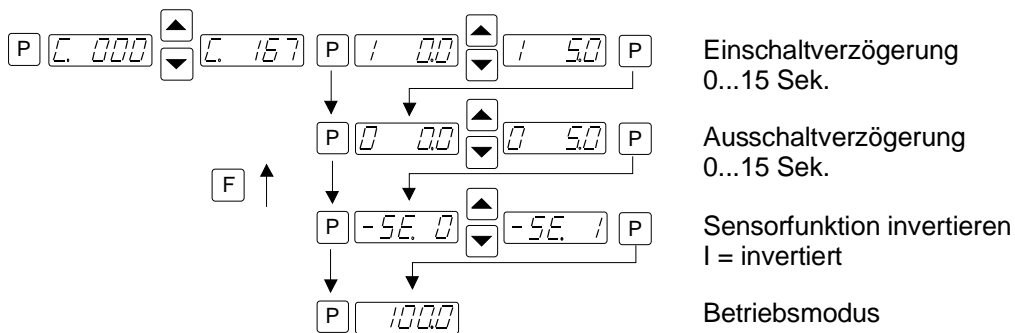 P C. 000 C. 167 P 1 0.0 1 5.0 P Einschaltverzögerung
0...15 Sek.
P 0 0.0 0 5.0 P Ausschaltverzögerung
0...15 Sek.
F
P -SE. 0 -SE. 1 P Sensorfunktion invertieren
I = invertiert
P 100.0 Betriebsmodus